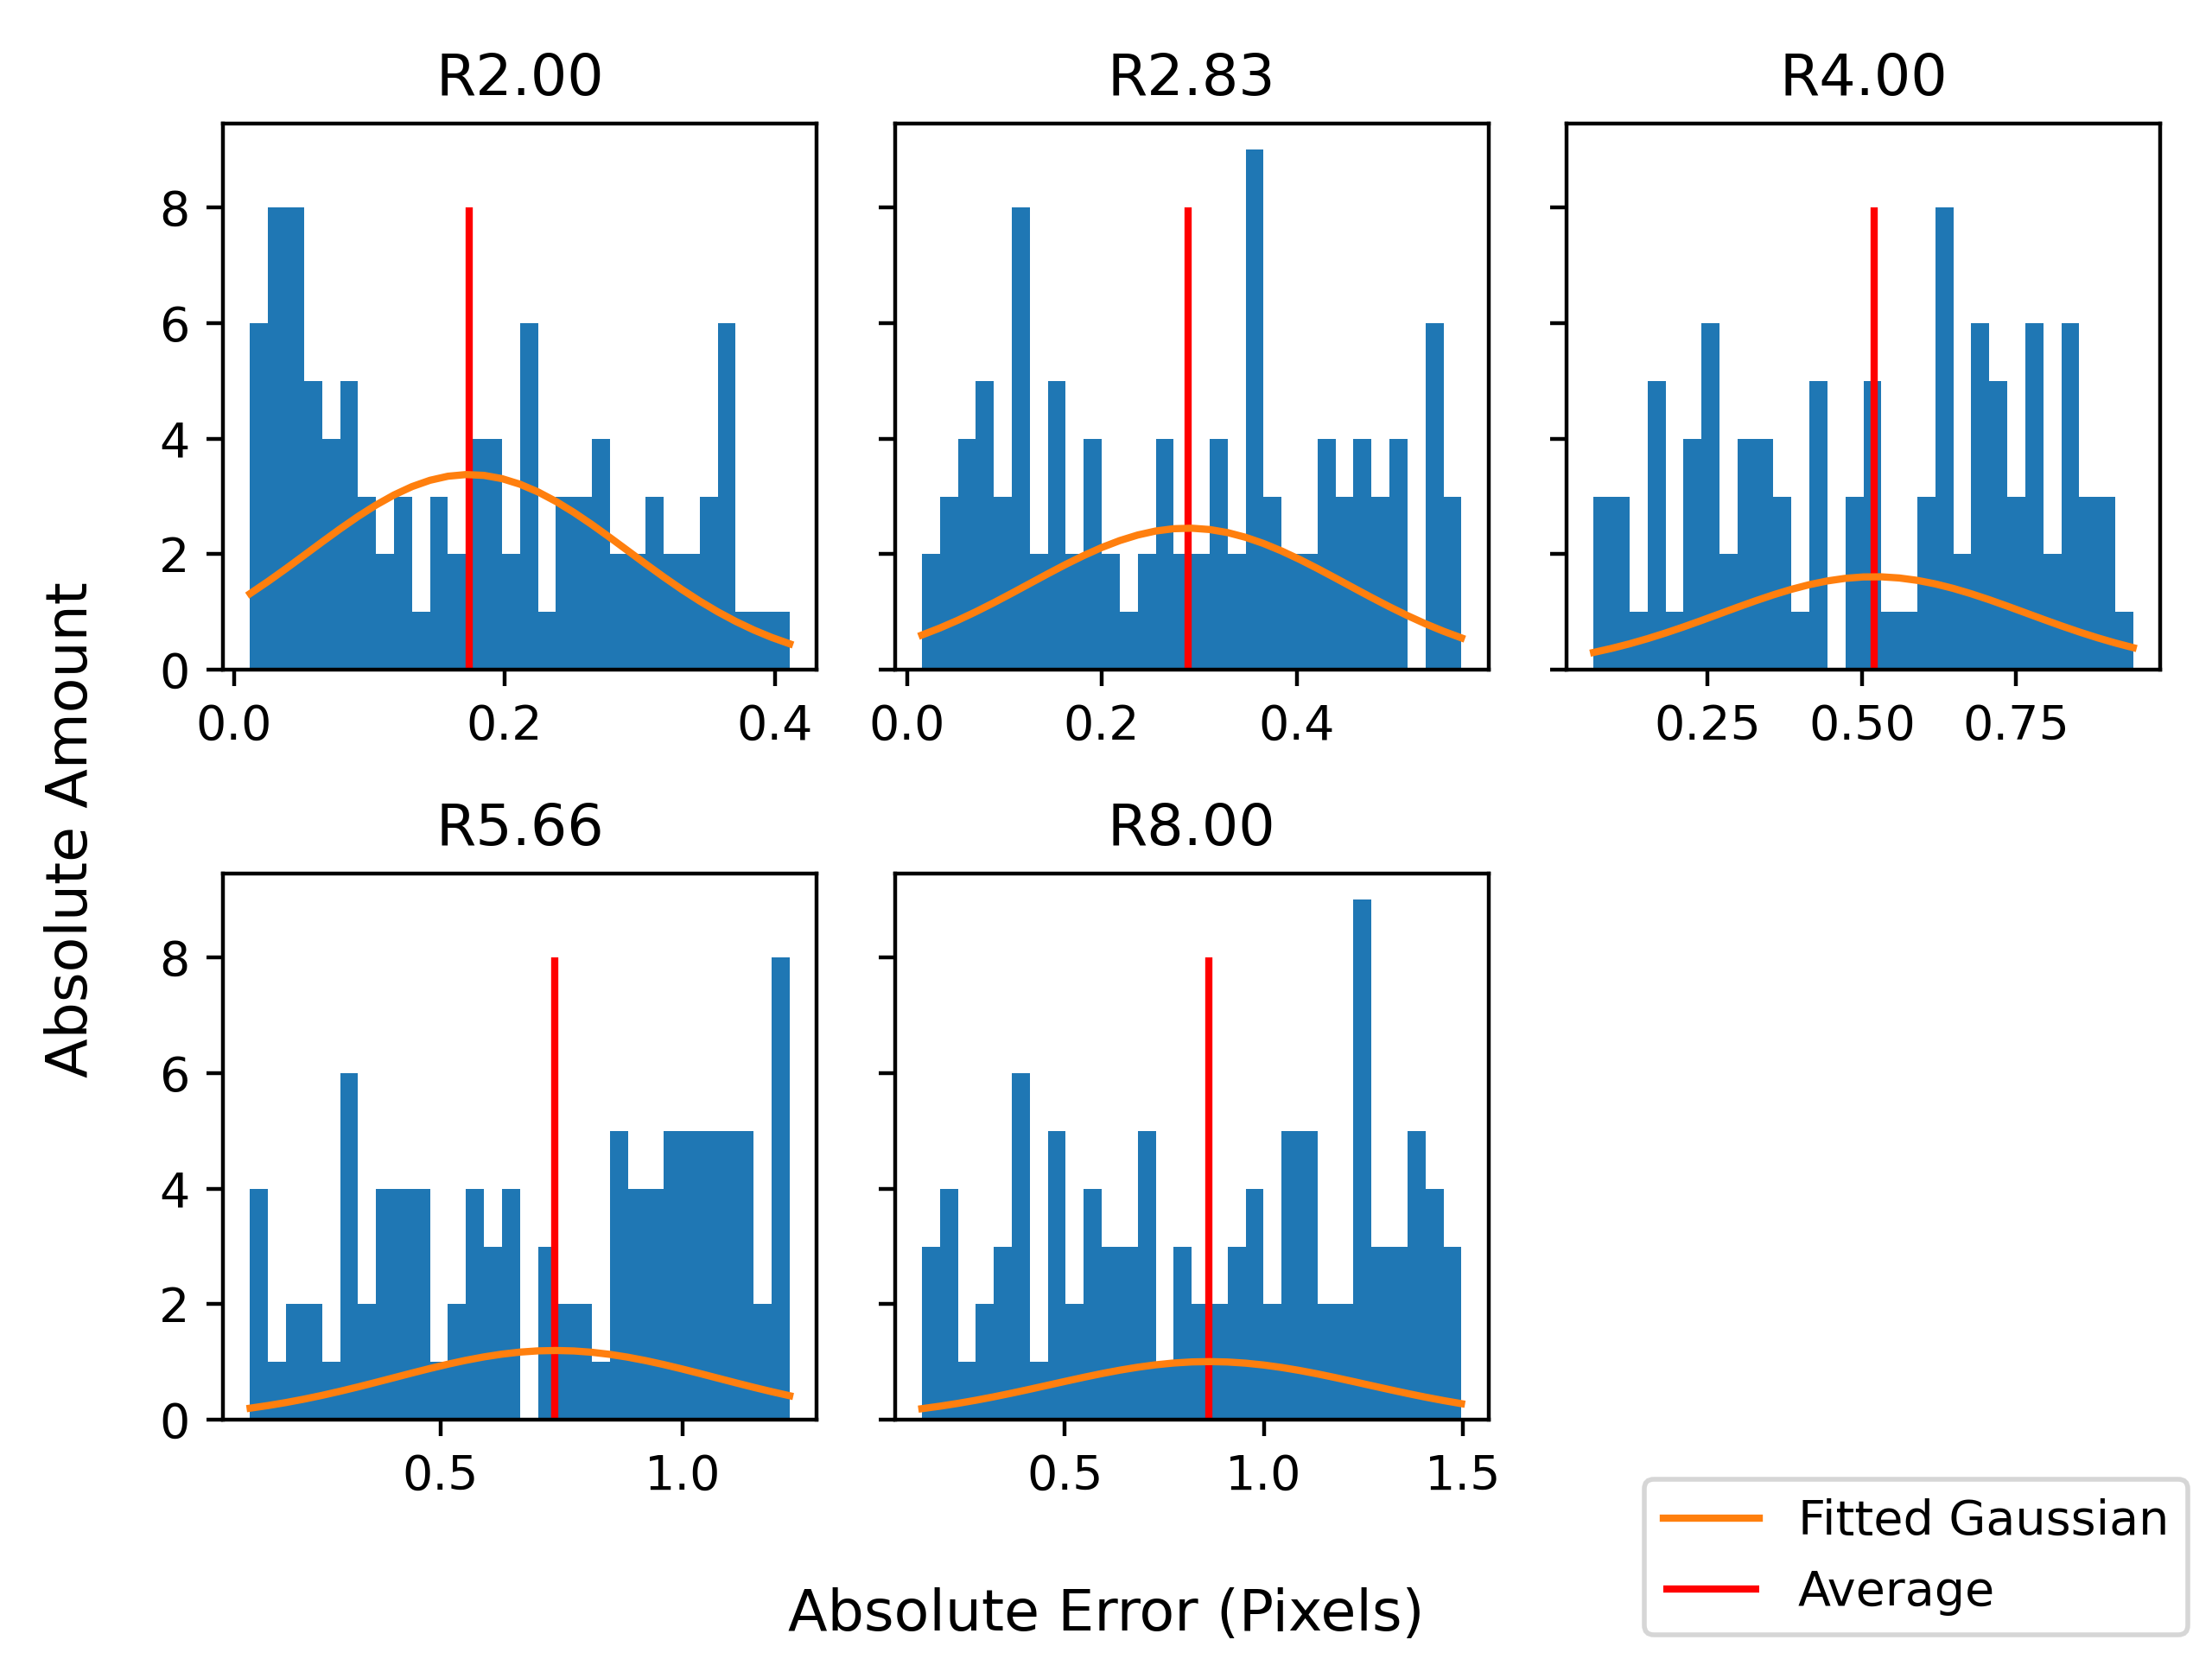 R2.00
R2.83
R4.00
8
6
4
2
0
0.0 0.2 0.4
0.0 0.2 0.4
0.25 0.50 0.75
Absolute Amount
R5.66
R8.00
8
6
4
2
0
0.5 1.0
0.5 1.0 1.5
Fitted Gaussian
Average
Absolute Error (Pixels)